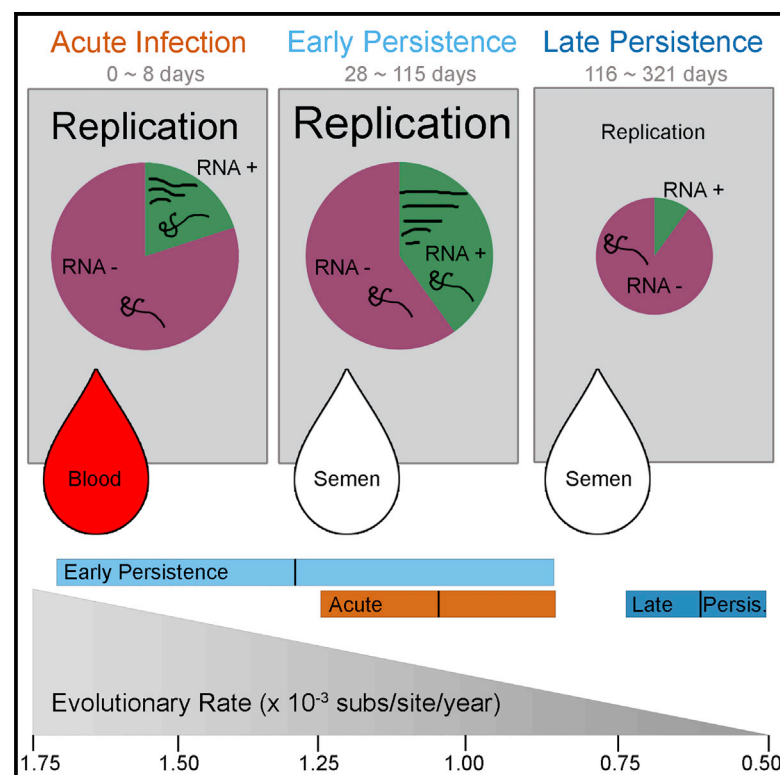 Acute Infection
0 ~ 8 days
Early Persistence
28 ~ 115 days
Late Persistence
116 ~ 321 days
Replication
RNA +
RNA -
Blood
Replication
RNA +
RNA -
Semen
Replication
RNA +
RNA -
Semen
Early Persistence
Acute
Late Persis.
Evolutionary Rate (x 10⁻³ subs/site/year)
1.75 1.50 1.25 1.00 0.75 0.50